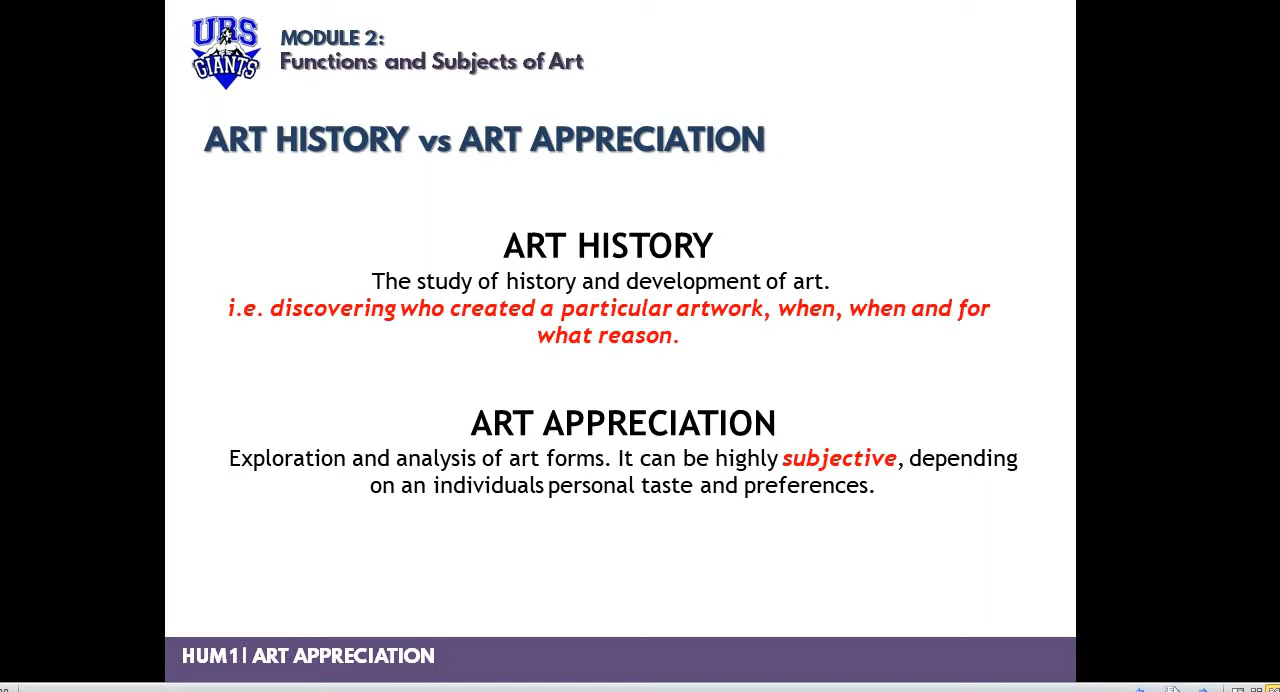 URS
GIANTS
MODULE 2:
Functions and Subjects of Art
ART HISTORY vs ART APPRECIATION
ART HISTORY
The study of history and development of art.
i.e. discovering who created a particular artwork, when, when and for
what reason.
ART APPRECIATION
Exploration and analysis of art forms. It can be highly subjective, depending
on an individuals personal taste and preferences.
HUM1| ART APPRECIATION